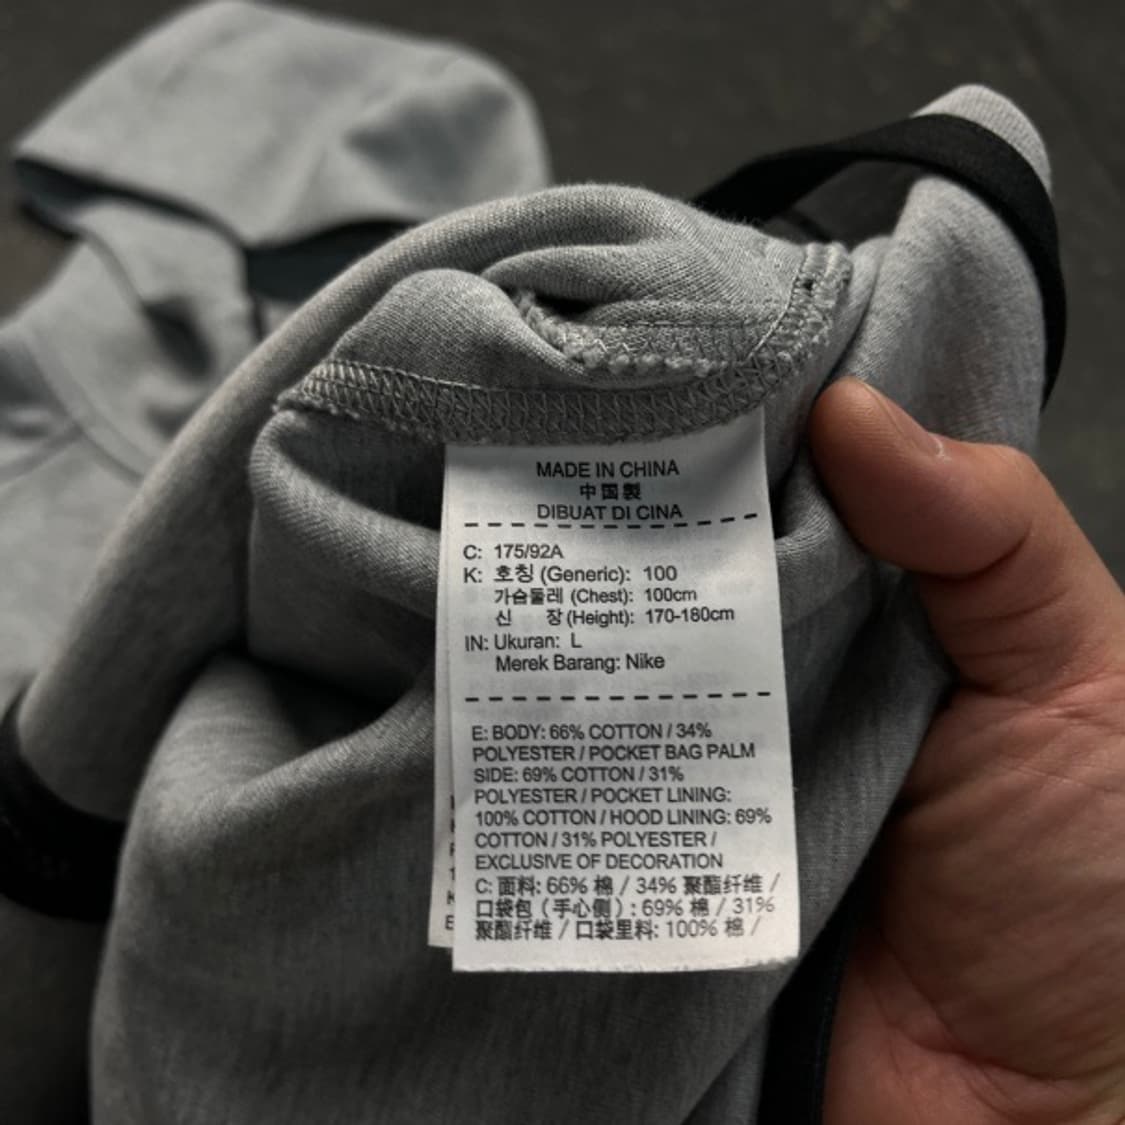 MADE IN CHINA
中国製
DIBUAT DI CINA
C: 175/92A
K: 호칭 (Generic): 100
가슴둘레 (Chest): 100cm
신 장 (Height): 170-180cm
IN: Ukuran: L
Merek Barang: Nike
E: BODY: 66% COTTON / 34%
POLYESTER / POCKET BAG PALM
SIDE: 69% COTTON / 31%
POLYESTER / POCKET LINING:
100% COTTON / HOOD LINING: 69%
COTTON / 31% POLYESTER /
EXCLUSIVE OF DECORATION
C: 面料: 66% 棉 / 34% 聚酯纤维 /
口袋包（手心侧）: 69% 棉 / 31%
聚酯纤维 / 口袋里料: 100% 棉 /